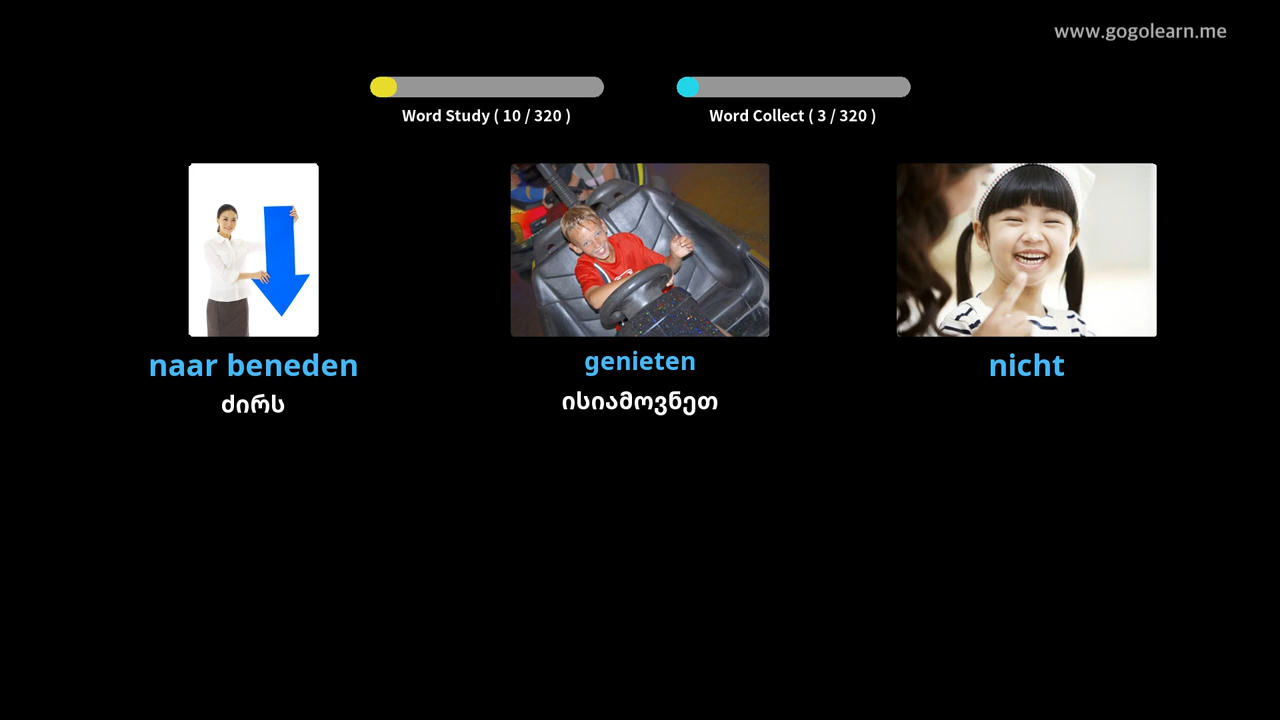 www.gogolearn.me
Word Study ( 10 / 320 )
Word Collect ( 3 / 320 )
naar beneden
ძირს
genieten
ისიამოვნეთ
nicht